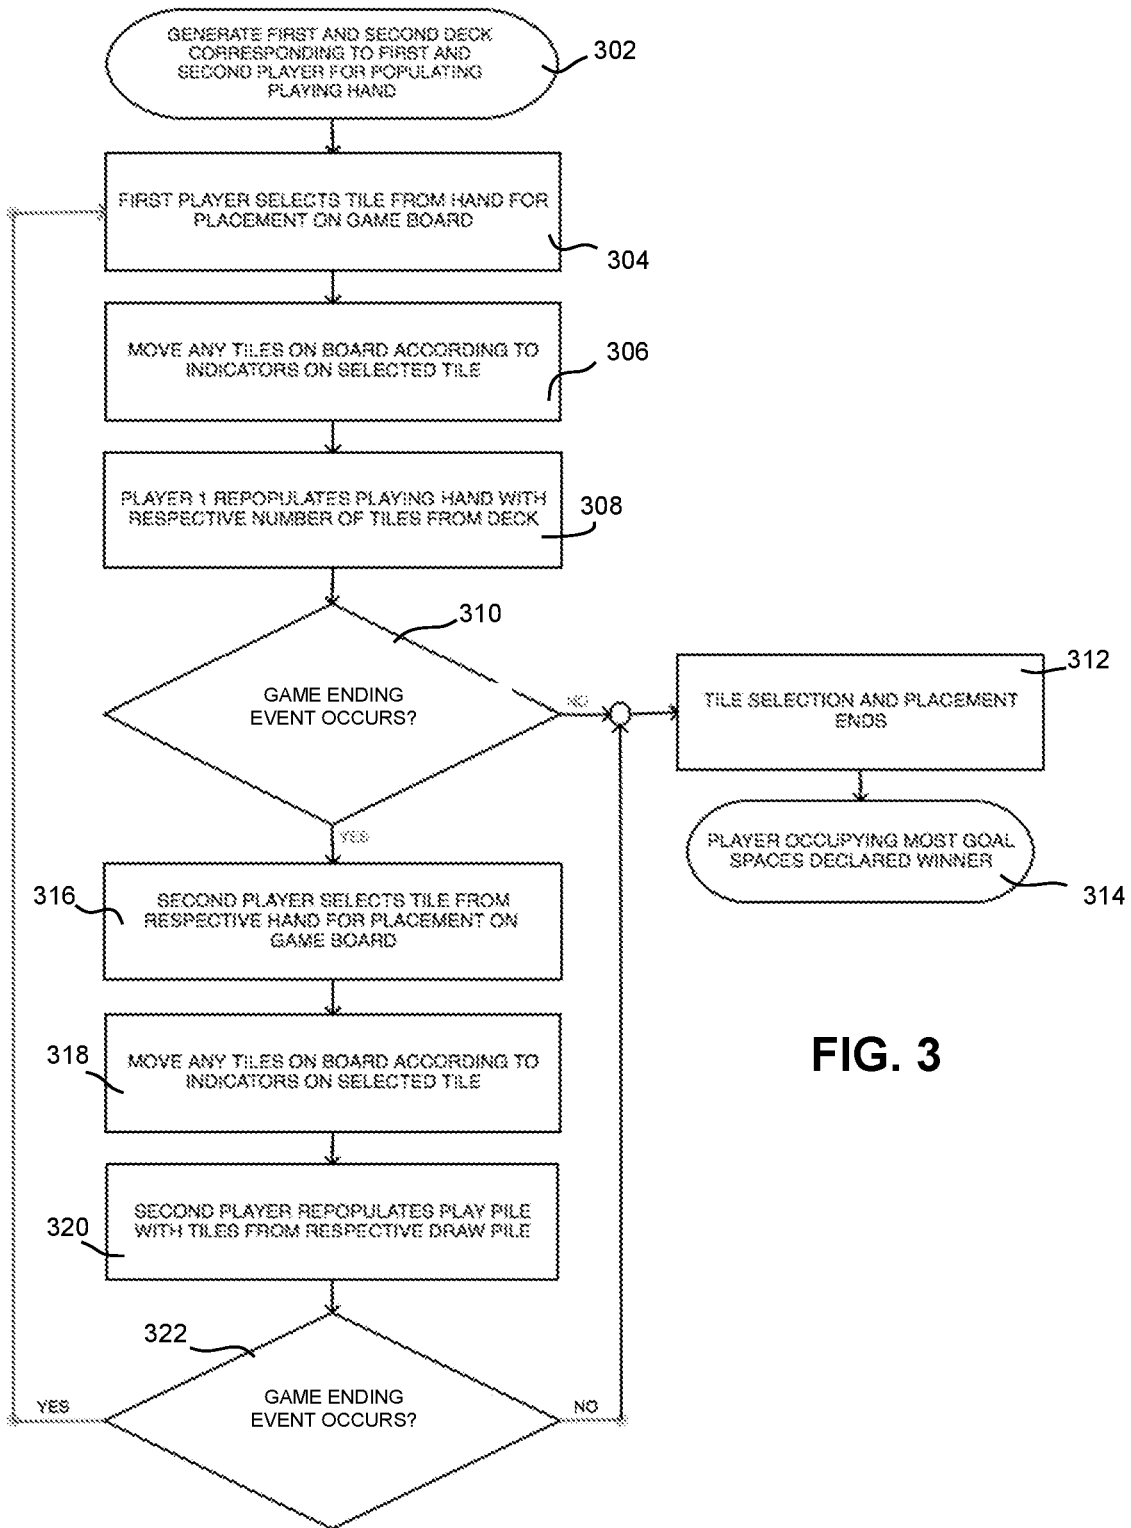 GENERATE FIRST AND SECOND DECK
CORRESPONDING TO FIRST AND
SECOND PLAYER FOR POPULATING
PLAYING HAND
302
FIRST PLAYER SELECTS TILE FROM HAND FOR
PLACEMENT ON GAME BOARD
304
MOVE ANY TILES ON BOARD ACCORDING TO
INDICATORS ON SELECTED TILE
306
PLAYER 1 REPOPULATES PLAYING HAND WITH
RESPECTIVE NUMBER OF TILES FROM DECK
308
310
GAME ENDING
EVENT OCCURS?
NO
YES
312
TILE SELECTION AND PLACEMENT
ENDS
PLAYER OCCUPYING MOST GOAL
SPACES DECLARED WINNER
314
316
SECOND PLAYER SELECTS TILE FROM
RESPECTIVE HAND FOR PLACEMENT ON
GAME BOARD
318
MOVE ANY TILES ON BOARD ACCORDING TO
INDICATORS ON SELECTED TILE
FIG. 3
320
SECOND PLAYER REPOPULATES PLAY PILE
WITH TILES FROM RESPECTIVE DRAW PILE
322
GAME ENDING
EVENT OCCURS?
YES
NO